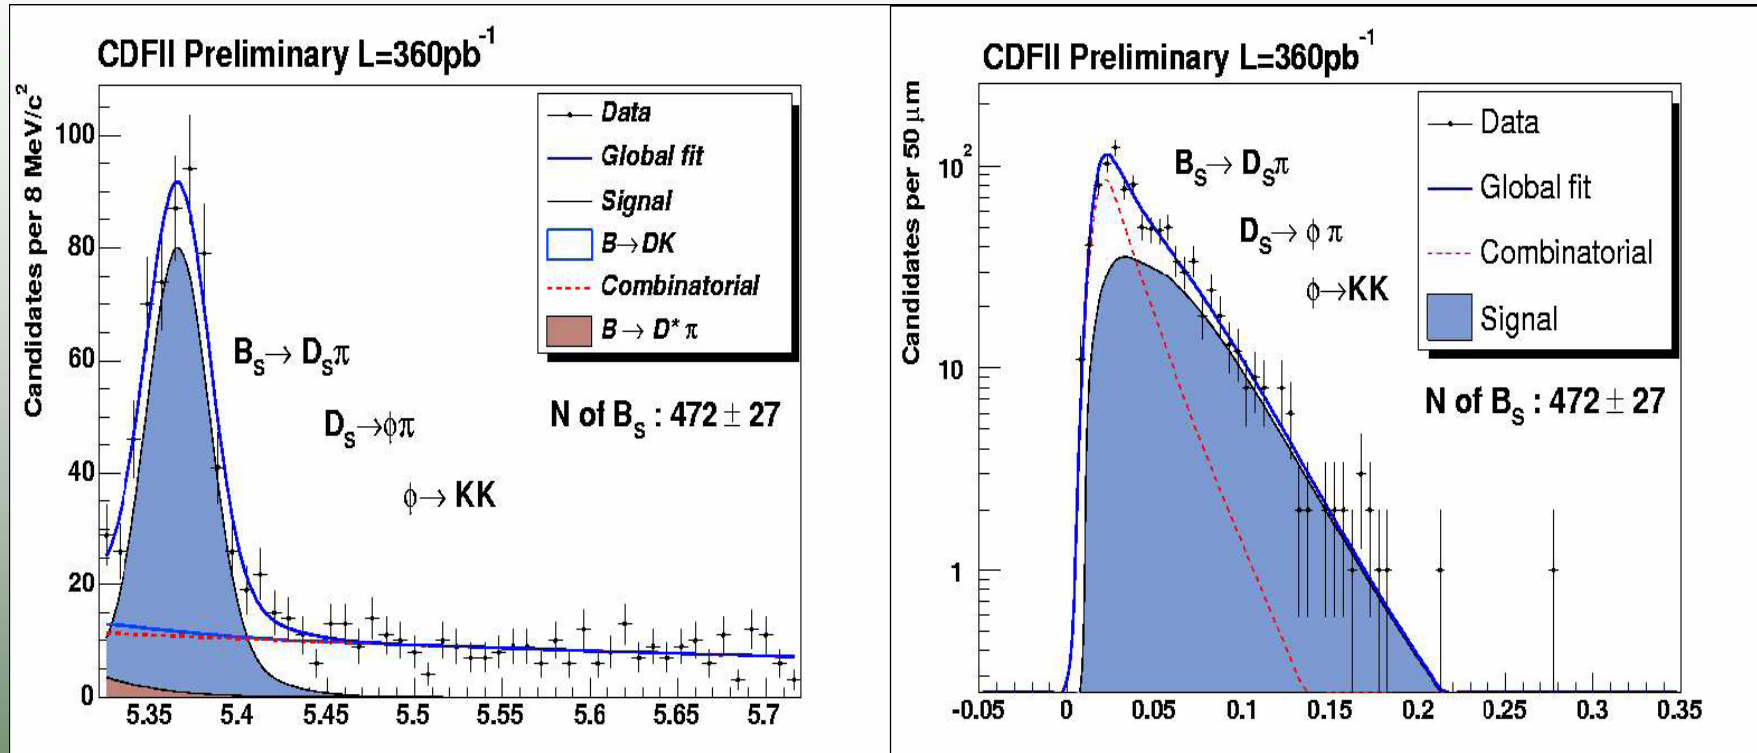 CDFII Preliminary L=360pb⁻¹
Candidates per 8 MeV/c²
100
80
60
40
20
0
5.35 5.4 5.45 5.5 5.55 5.6 5.65 5.7
Data
Global fit
Signal
B→DK
Combinatorial
B→ D* π
Bₛ→ Dₛπ
Dₛ→ϕπ
ϕ→ KK
N of Bₛ : 472 ± 27
CDFII Preliminary L=360pb⁻¹
Candidates per 50 μm
10²
10
1
-0.05 0 0.05 0.1 0.15 0.2 0.25 0.3 0.35
Data
Global fit
Combinatorial
Signal
Bₛ→ Dₛπ
Dₛ→ ϕ π
ϕ→KK
N of Bₛ : 472 ± 27